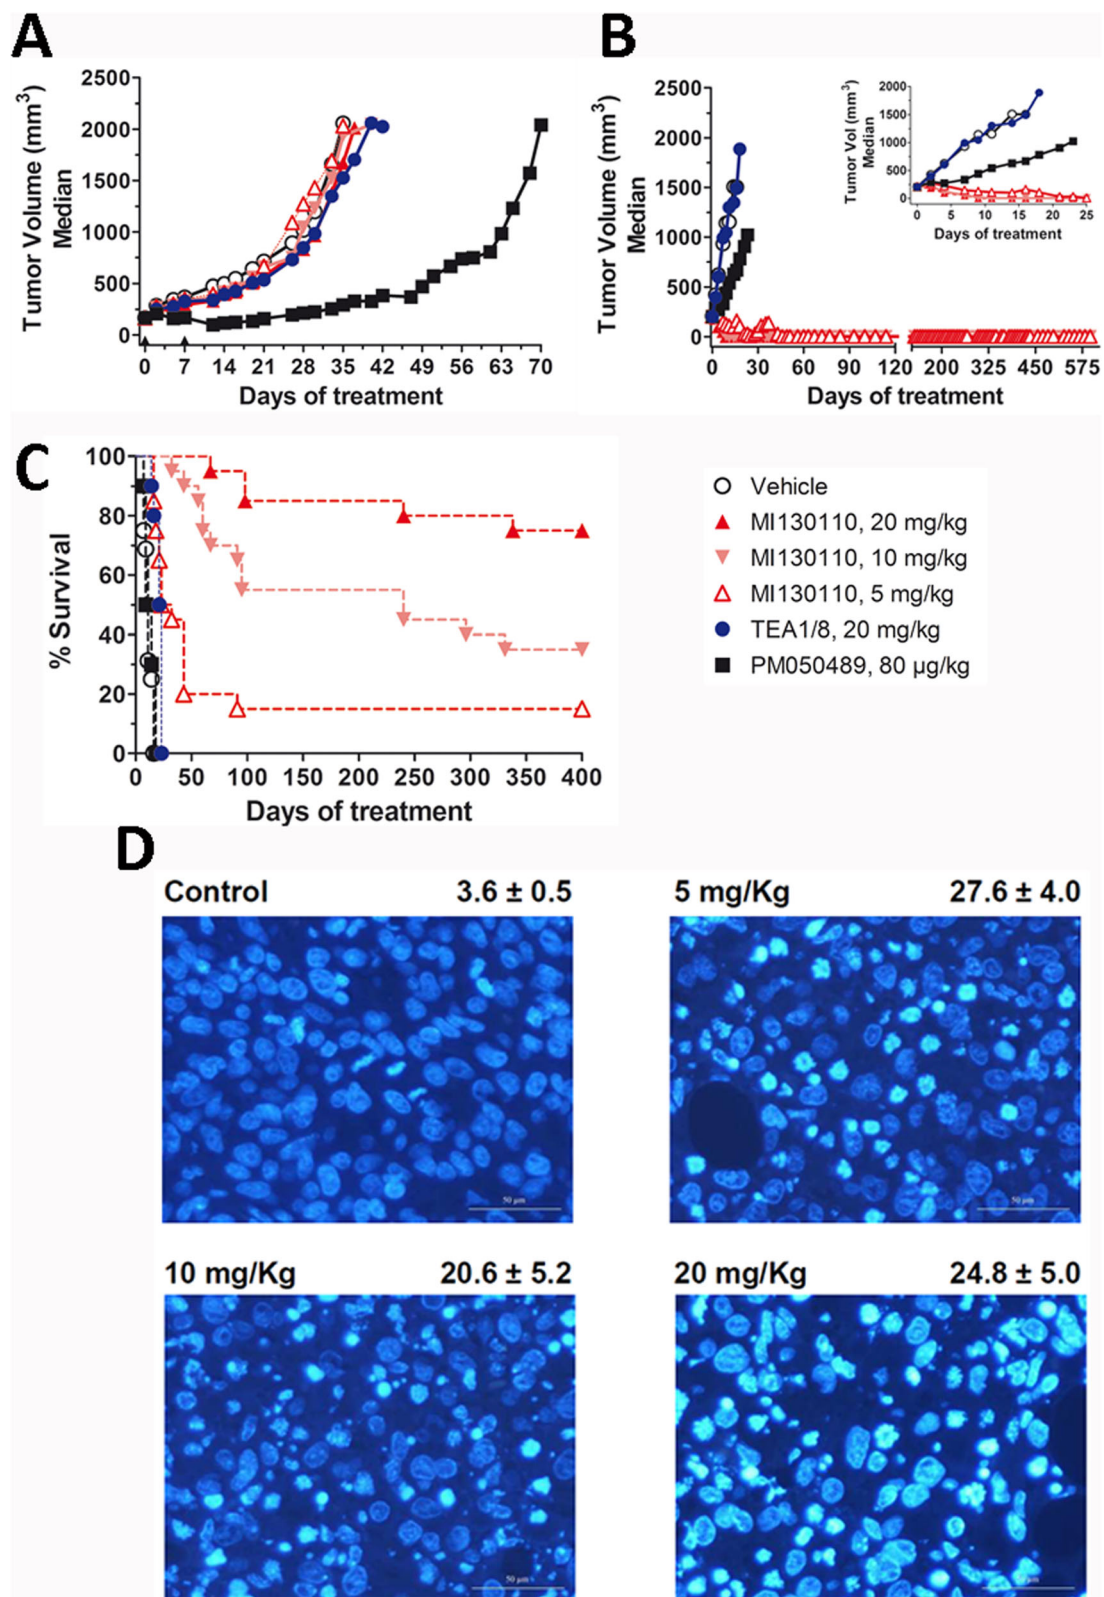 A
B
2500
2000
1500
1000
500
0
Tumor Volume (mm³)
Median
0 7 14 21 28 35 42 49 56 63 70
Days of treatment
2500
2000
1500
1000
500
0
Tumor Volume (mm³)
Median
0 30 60 90 120 200 325 450 575
Days of treatment
2000
1500
1000
500
0
Tumor Vol (mm³)
Median
0 5 10 15 20 25
Days of treatment
C
100
80
60
40
20
0
% Survival
0 50 100 150 200 250 300 350 400
Days of treatment
Vehicle
MI130110, 20 mg/kg
MI130110, 10 mg/kg
MI130110, 5 mg/kg
TEA1/8, 20 mg/kg
PM050489, 80 µg/kg
D
Control 3.6 ± 0.5
5 mg/Kg 27.6 ± 4.0
50 µm
50 µm
10 mg/Kg 20.6 ± 5.2
20 mg/Kg 24.8 ± 5.0
50 µm